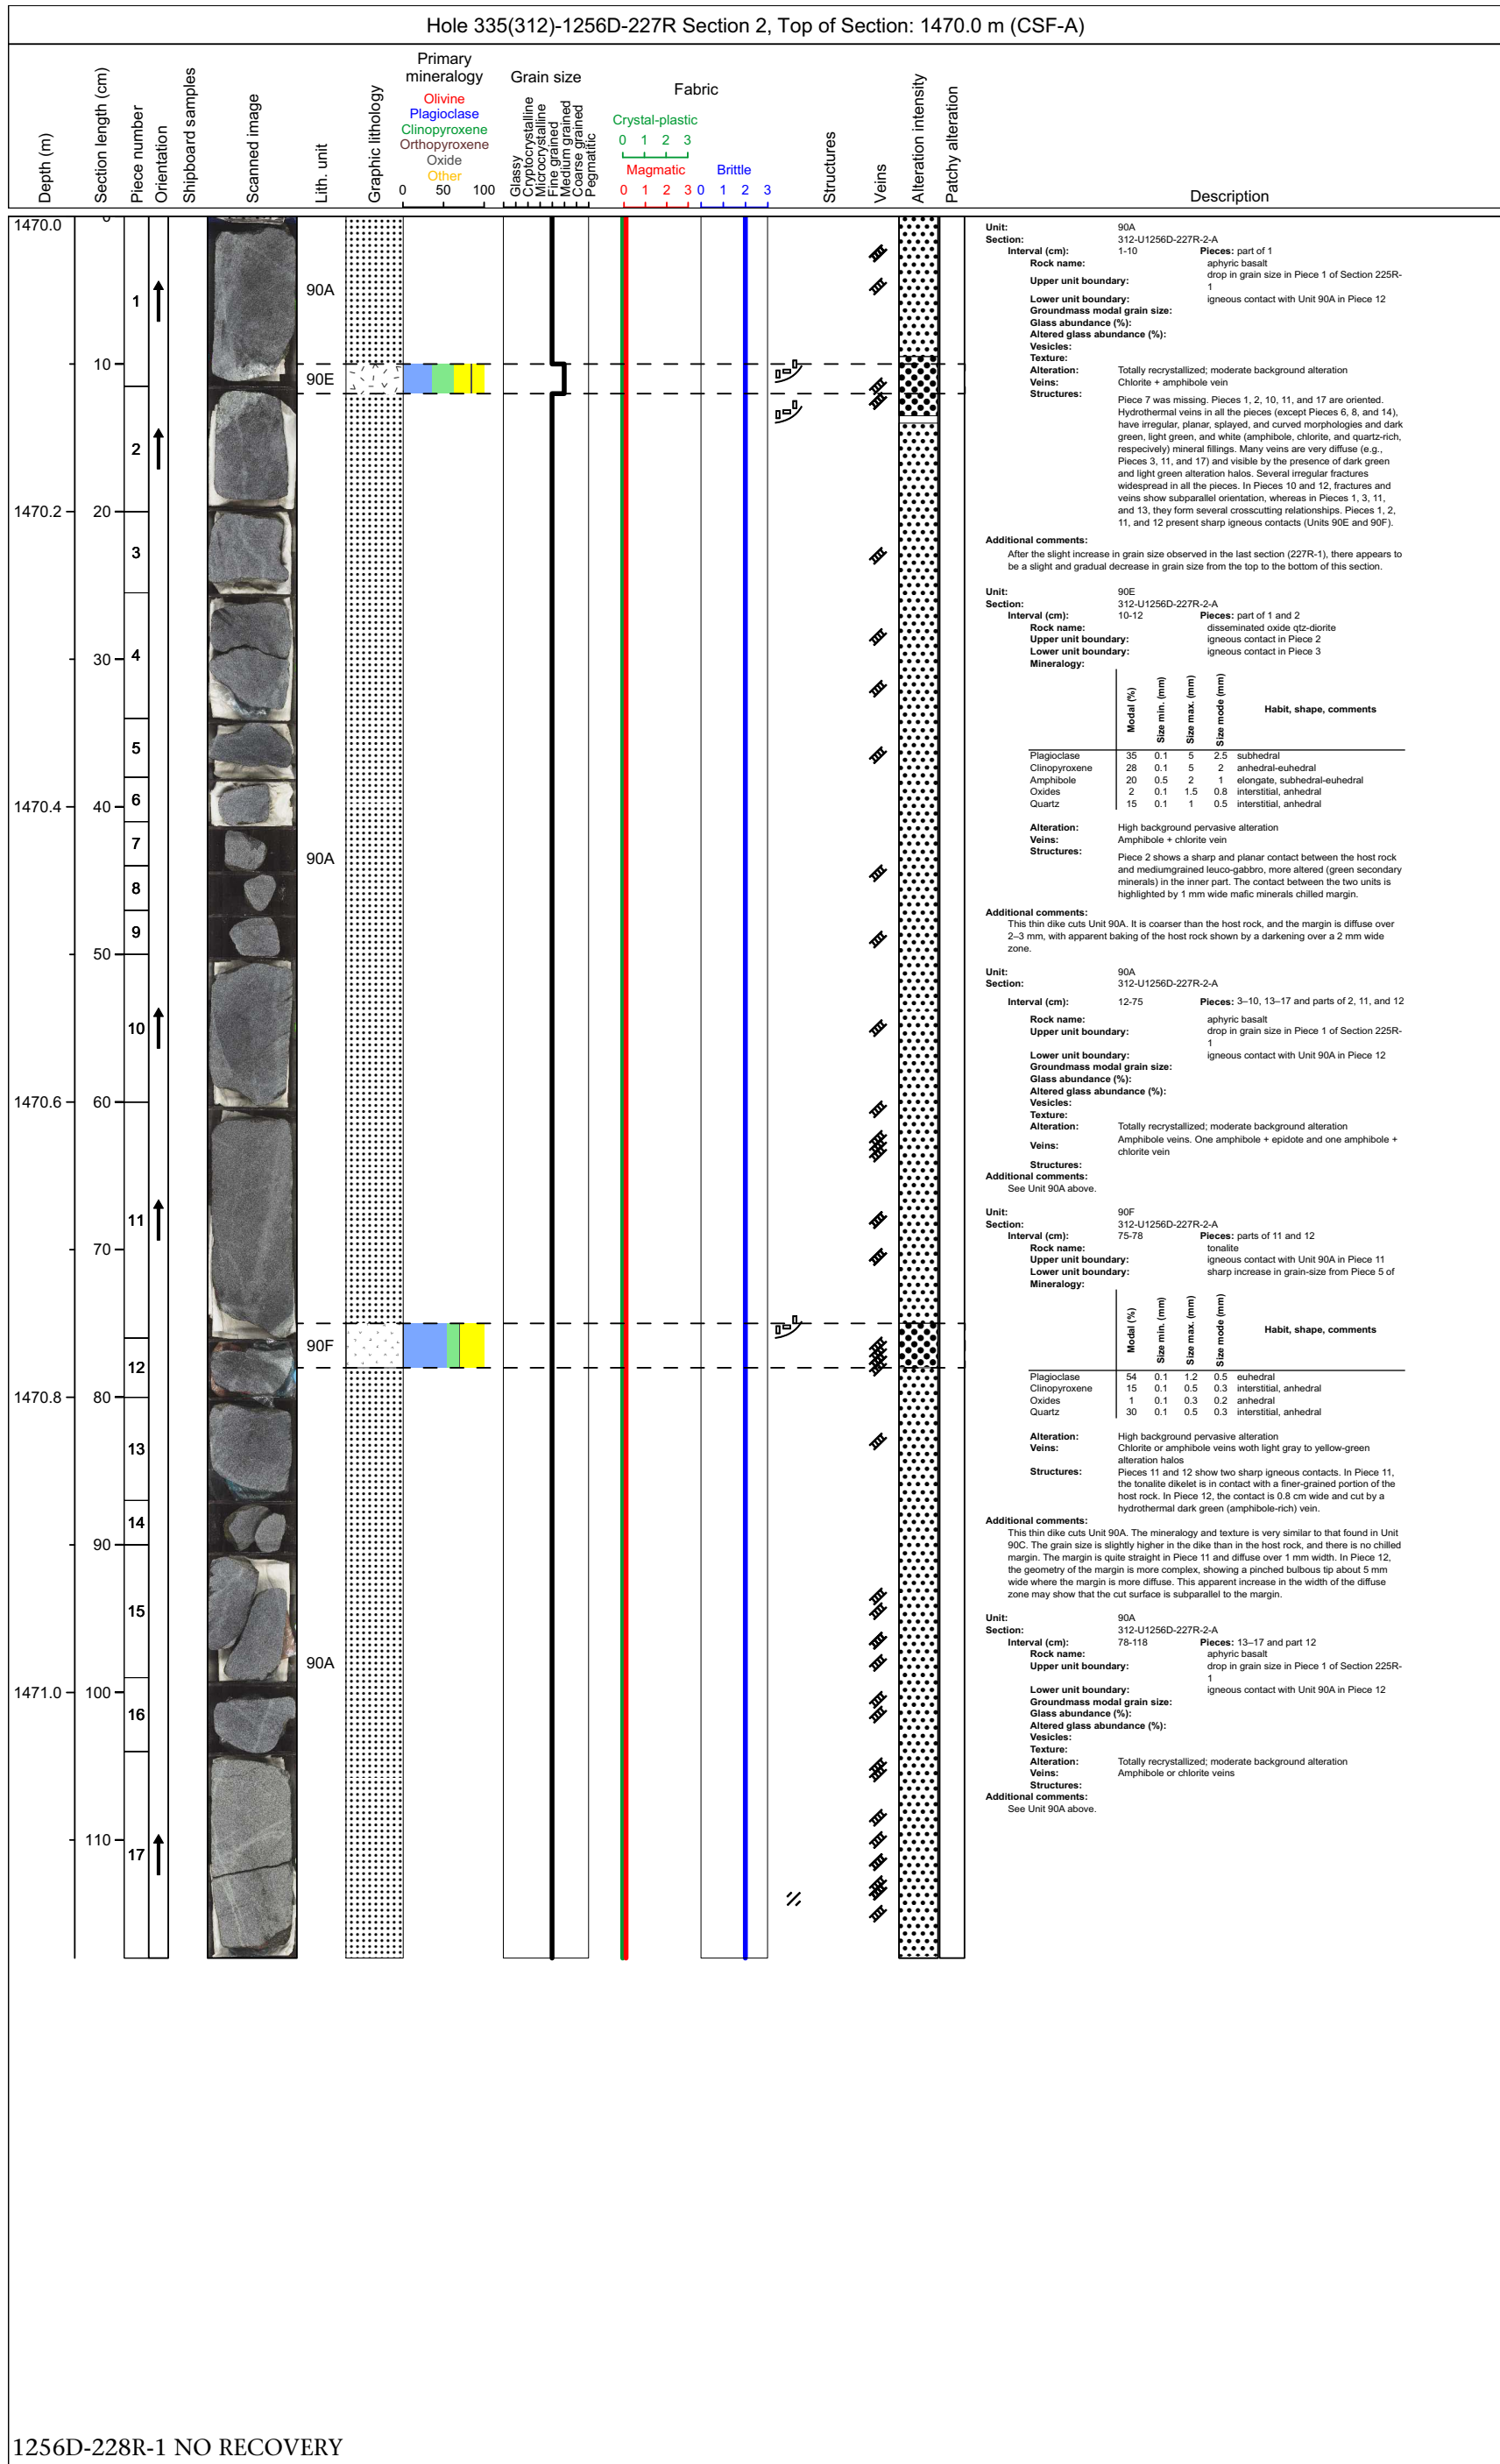 Hole 335(312)-1256D-227R Section 2, Top of Section: 1470.0 m (CSF-A)
Depth (m)
Section length (cm)
Piece number
Orientation
Shipboard samples
Scanned image
Lith. unit
Graphic lithology
Primary
mineralogy
Olivine
Plagioclase
Clinopyroxene
Orthopyroxene
Oxide
Other
0 50 100
Grain size
Glassy
Cryptocrystalline
Microcrystalline
Fine grained
Medium grained
Coarse grained
Pegmatitic
Fabric
Crystal-plastic
0 1 2 3
Magmatic
0 1 2 3
Brittle
0 1 2 3
Structures
Veins
Alteration intensity
Patchy alteration
Description
1470.0
1470.2
1470.4
1470.6
1470.8
1471.0
0
10
20
30
40
50
60
70
80
90
100
110
1
2
3
4
5
6
7
8
9
10
11
12
13
14
15
16
17
90A
90E
90A
90F
90A
Unit: 90A
Section: 312-U1256D-227R-2-A
Interval (cm): 1-10 Pieces: part of 1
Rock name: aphyric basalt
Upper unit boundary: drop in grain size in Piece 1 of Section 225R-
1
Lower unit boundary: igneous contact with Unit 90A in Piece 12
Groundmass modal grain size:
Glass abundance (%):
Altered glass abundance (%):
Vesicles:
Texture:
Alteration: Totally recrystallized; moderate background alteration
Veins: Chlorite + amphibole vein
Structures: Piece 7 was missing. Pieces 1, 2, 10, 11, and 17 are oriented.
Hydrothermal veins in all the pieces (except Pieces 6, 8, and 14),
have irregular, planar, splayed, and curved morphologies and dark
green, light green, and white (amphibole, chlorite, and quartz-rich,
respecively) mineral fillings. Many veins are very diffuse (e.g.,
Pieces 3, 11, and 17) and visible by the presence of dark green
and light green alteration halos. Several irregular fractures
widespread in all the pieces. In Pieces 10 and 12, fractures and
veins show subparallel orientation, whereas in Pieces 1, 3, 11,
and 13, they form several crosscutting relationships. Pieces 1, 2,
11, and 12 present sharp igneous contacts (Units 90E and 90F).
Additional comments:
After the slight increase in grain size observed in the last section (227R-1), there appears to
be a slight and gradual decrease in grain size from the top to the bottom of this section.
Unit: 90E
Section: 312-U1256D-227R-2-A
Interval (cm): 10-12 Pieces: part of 1 and 2
Rock name: disseminated oxide qtz-diorite
Upper unit boundary: igneous contact in Piece 2
Lower unit boundary: igneous contact in Piece 3
Mineralogy:
Modal (%) Size min. (mm) Size max. (mm) Size mode (mm) Habit, shape, comments
Plagioclase 35 0.1 5 2.5 subhedral
Clinopyroxene 28 0.1 5 2 anhedral-euhedral
Amphibole 20 0.5 2 1 elongate, subhedral-euhedral
Oxides 2 0.1 1.5 0.8 interstitial, anhedral
Quartz 15 0.1 1 0.5 interstitial, anhedral
Alteration: High background pervasive alteration
Veins: Amphibole + chlorite vein
Structures: Piece 2 shows a sharp and planar contact between the host rock
and mediumgrained leuco-gabbro, more altered (green secondary
minerals) in the inner part. The contact between the two units is
highlighted by 1 mm wide mafic minerals chilled margin.
Additional comments:
This thin dike cuts Unit 90A. It is coarser than the host rock, and the margin is diffuse over
2–3 mm, with apparent baking of the host rock shown by a darkening over a 2 mm wide
zone.
Unit: 90A
Section: 312-U1256D-227R-2-A
Interval (cm): 12-75 Pieces: 3–10, 13–17 and parts of 2, 11, and 12
Rock name: aphyric basalt
Upper unit boundary: drop in grain size in Piece 1 of Section 225R-
1
Lower unit boundary: igneous contact with Unit 90A in Piece 12
Groundmass modal grain size:
Glass abundance (%):
Altered glass abundance (%):
Vesicles:
Texture:
Alteration: Totally recrystallized; moderate background alteration
Veins: Amphibole veins. One amphibole + epidote and one amphibole +
chlorite vein
Structures:
Additional comments:
See Unit 90A above.
Unit: 90F
Section: 312-U1256D-227R-2-A
Interval (cm): 75-78 Pieces: parts of 11 and 12
Rock name: tonalite
Upper unit boundary: igneous contact with Unit 90A in Piece 11
Lower unit boundary: sharp increase in grain-size from Piece 5 of
Mineralogy:
Modal (%) Size min. (mm) Size max. (mm) Size mode (mm) Habit, shape, comments
Plagioclase 54 0.1 1.2 0.5 euhedral
Clinopyroxene 15 0.1 0.5 0.3 interstitial, anhedral
Oxides 1 0.1 0.3 0.2 anhedral
Quartz 30 0.1 0.5 0.3 interstitial, anhedral
Alteration: High background pervasive alteration
Veins: Chlorite or amphibole veins woth light gray to yellow-green
alteration halos
Structures: Pieces 11 and 12 show two sharp igneous contacts. In Piece 11,
the tonalite dikelet is in contact with a finer-grained portion of the
host rock. In Piece 12, the contact is 0.8 cm wide and cut by a
hydrothermal dark green (amphibole-rich) vein.
Additional comments:
This thin dike cuts Unit 90A. The mineralogy and texture is very similar to that found in Unit
90C. The grain size is slightly higher in the dike than in the host rock, and there is no chilled
margin. The margin is quite straight in Piece 11 and diffuse over 1 mm width. In Piece 12,
the geometry of the margin is more complex, showing a pinched bulbous tip about 5 mm
wide where the margin is more diffuse. This apparent increase in the width of the diffuse
zone may show that the cut surface is subparallel to the margin.
Unit: 90A
Section: 312-U1256D-227R-2-A
Interval (cm): 78-118 Pieces: 13–17 and part 12
Rock name: aphyric basalt
Upper unit boundary: drop in grain size in Piece 1 of Section 225R-
1
Lower unit boundary: igneous contact with Unit 90A in Piece 12
Groundmass modal grain size:
Glass abundance (%):
Altered glass abundance (%):
Vesicles:
Texture:
Alteration: Totally recrystallized; moderate background alteration
Veins: Amphibole or chlorite veins
Structures:
Additional comments:
See Unit 90A above.
1256D-228R-1 NO RECOVERY